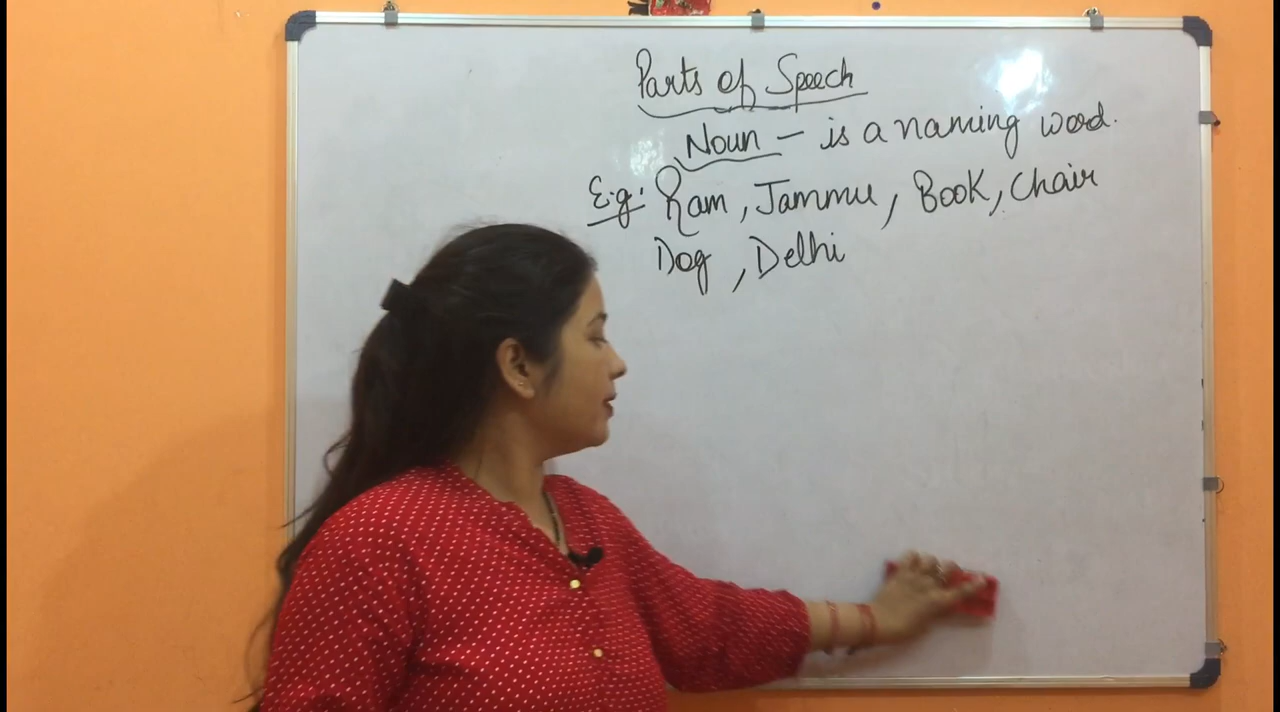 Parts of Speech
Noun - is a naming word.
E.g: Ram, Jammu, Book, Chair
Dog, Delhi